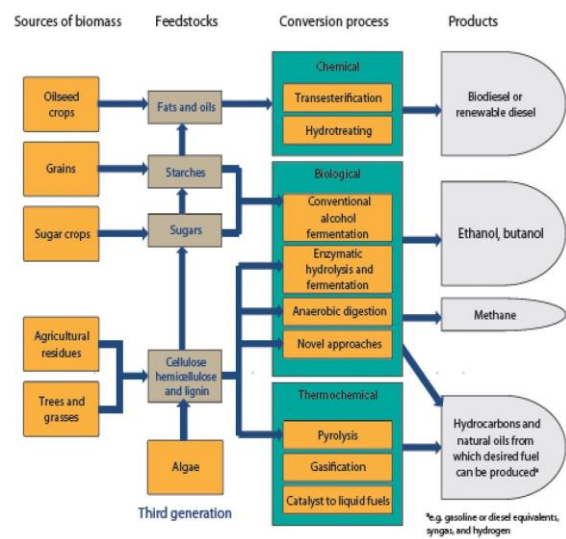 Sources of biomass
Feedstocks
Conversion process
Products
Oilseed
crops
Fats and oils
Chemical
Transesterification
Hydrotreating
Biodiesel or
renewable diesel
Grains
Starches
Sugar crops
Sugars
Biological
Conventional
alcohol
fermentation
Enzymatic
hydrolysis and
fermentation
Anaerobic digestion
Novel approaches
Ethanol, butanol
Methane
Agricultural
residues
Trees and
grasses
Cellulose
hemicellulose
and lignin
Algae
Third generation
Thermochemical
Pyrolysis
Gasification
Catalyst to liquid fuels
Hydrocarbons and
natural oils from
which desired fuel
can be producedª
ªe.g. gasoline or diesel equivalents,
syngas, and hydrogen